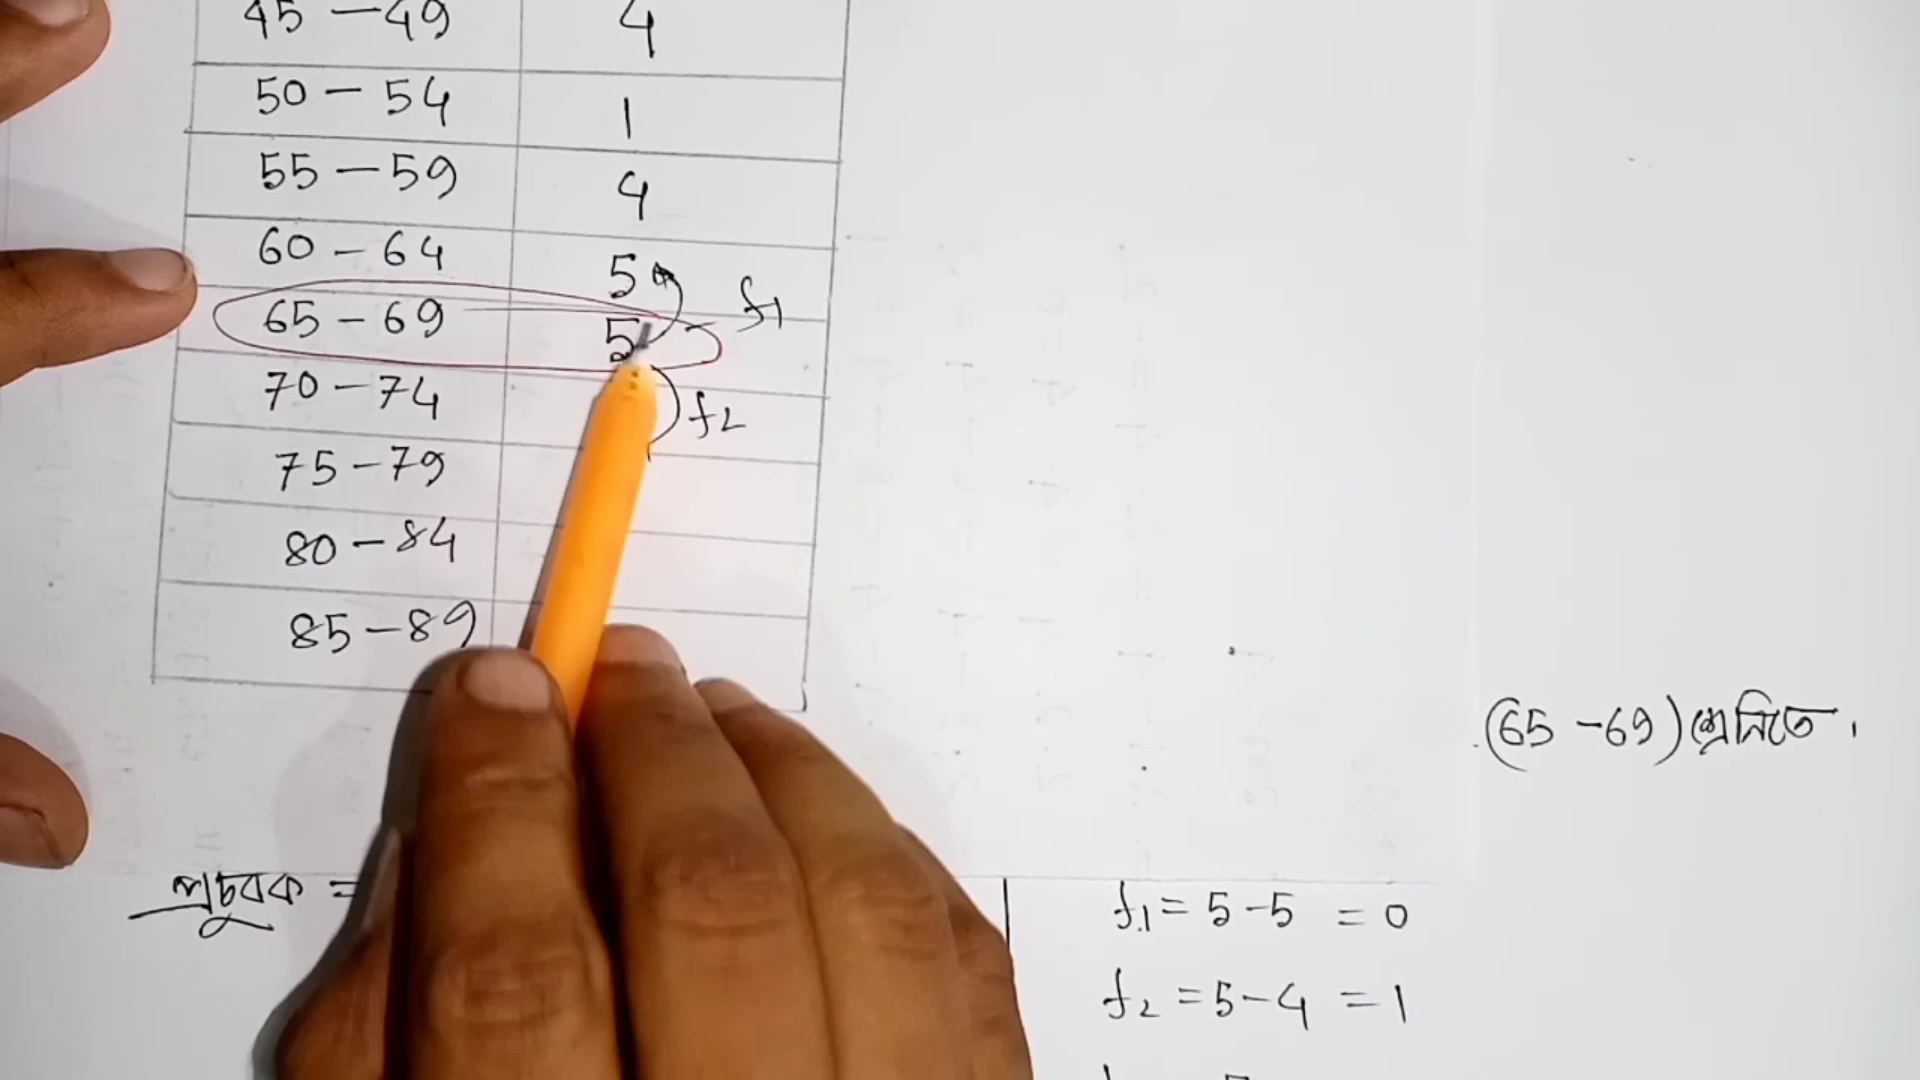 45 – 49 4
50 – 54 1
55 – 59 4
60 – 64 5
65 – 69 5 f1
70 – 74 f2
75 – 79
80 – 84
85 – 89
(65 – 69) শ্রেনিতে।
প্রচুরক =
f1 = 5 – 5 = 0
f2 = 5 – 4 = 1